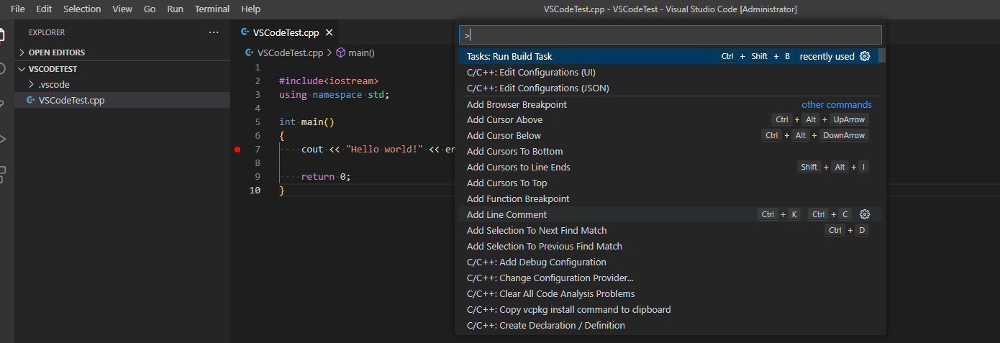 File Edit Selection View Go Run Terminal Help VSCodeTest.cpp - VSCodeTest - Visual Studio Code [Administrator]
EXPLORER ···
OPEN EDITORS
VSCODETEST
.vscode
VSCodeTest.cpp
VSCodeTest.cpp
VSCodeTest.cpp > main()
1
2 #include<iostream>
3 using namespace std;
4
5 int main()
6 {
7 cout << "Hello world!" << en
8
9 return 0;
10 }
>
Tasks: Run Build Task Ctrl + Shift + B recently used
C/C++: Edit Configurations (UI)
C/C++: Edit Configurations (JSON)
Add Browser Breakpoint other commands
Add Cursor Above Ctrl + Alt + UpArrow
Add Cursor Below Ctrl + Alt + DownArrow
Add Cursors To Bottom
Add Cursors to Line Ends Shift + Alt + I
Add Cursors To Top
Add Function Breakpoint
Add Line Comment Ctrl + K Ctrl + C
Add Selection To Next Find Match Ctrl + D
Add Selection To Previous Find Match
C/C++: Add Debug Configuration
C/C++: Change Configuration Provider...
C/C++: Clear All Code Analysis Problems
C/C++: Copy vcpkg install command to clipboard
C/C++: Create Declaration / Definition